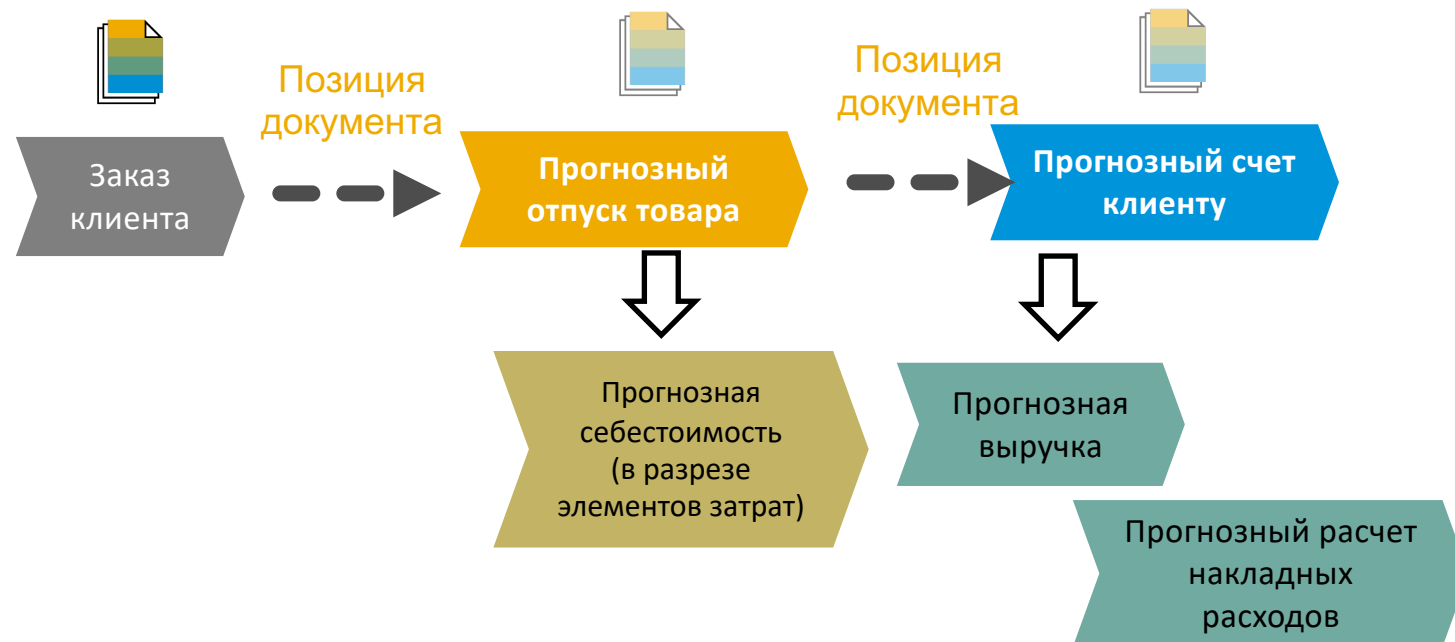 Позиция
документа
Позиция
документа
Заказ
клиента
Прогнозный
отпуск товара
Прогнозный счет
клиенту
Прогнозная
себестоимость
(в разрезе
элементов затрат)
Прогнозная
выручка
Прогнозный расчет
накладных
расходов